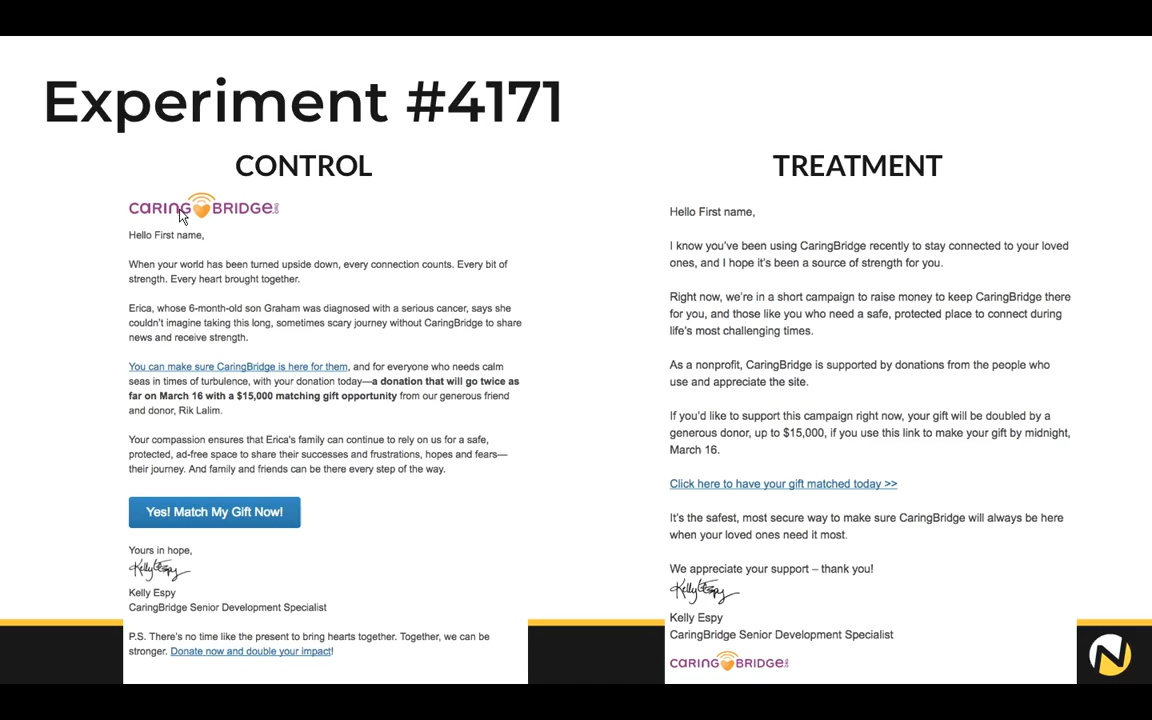 Experiment #4171
CONTROL
CARING BRIDGE.ORG
Hello First name,
When your world has been turned upside down, every connection counts. Every bit of
strength. Every heart brought together.
Erica, whose 6-month-old son Graham was diagnosed with a serious cancer, says she
couldn't imagine taking this long, sometimes scary journey without CaringBridge to share
news and receive strength.
You can make sure CaringBridge is here for them, and for everyone who needs calm
seas in times of turbulence, with your donation today—a donation that will go twice as
far on March 16 with a $15,000 matching gift opportunity from our generous friend
and donor, Rik Lalim.
Your compassion ensures that Erica's family can continue to rely on us for a safe,
protected, ad-free space to share their successes and frustrations, hopes and fears—
their journey. And family and friends can be there every step of the way.
Yes! Match My Gift Now!
Yours in hope,
Kelly Espy
Kelly Espy
CaringBridge Senior Development Specialist
P.S. There's no time like the present to bring hearts together. Together, we can be
stronger. Donate now and double your impact!
TREATMENT
Hello First name,
I know you've been using CaringBridge recently to stay connected to your loved
ones, and I hope it's been a source of strength for you.
Right now, we're in a short campaign to raise money to keep CaringBridge there
for you, and those like you who need a safe, protected place to connect during
life's most challenging times.
As a nonprofit, CaringBridge is supported by donations from the people who
use and appreciate the site.
If you'd like to support this campaign right now, your gift will be doubled by a
generous donor, up to $15,000, if you use this link to make your gift by midnight,
March 16.
Click here to have your gift matched today >>
It's the safest, most secure way to make sure CaringBridge will always be here
when your loved ones need it most.
We appreciate your support – thank you!
Kelly Espy
Kelly Espy
CaringBridge Senior Development Specialist
CARING BRIDGE.ORG
N